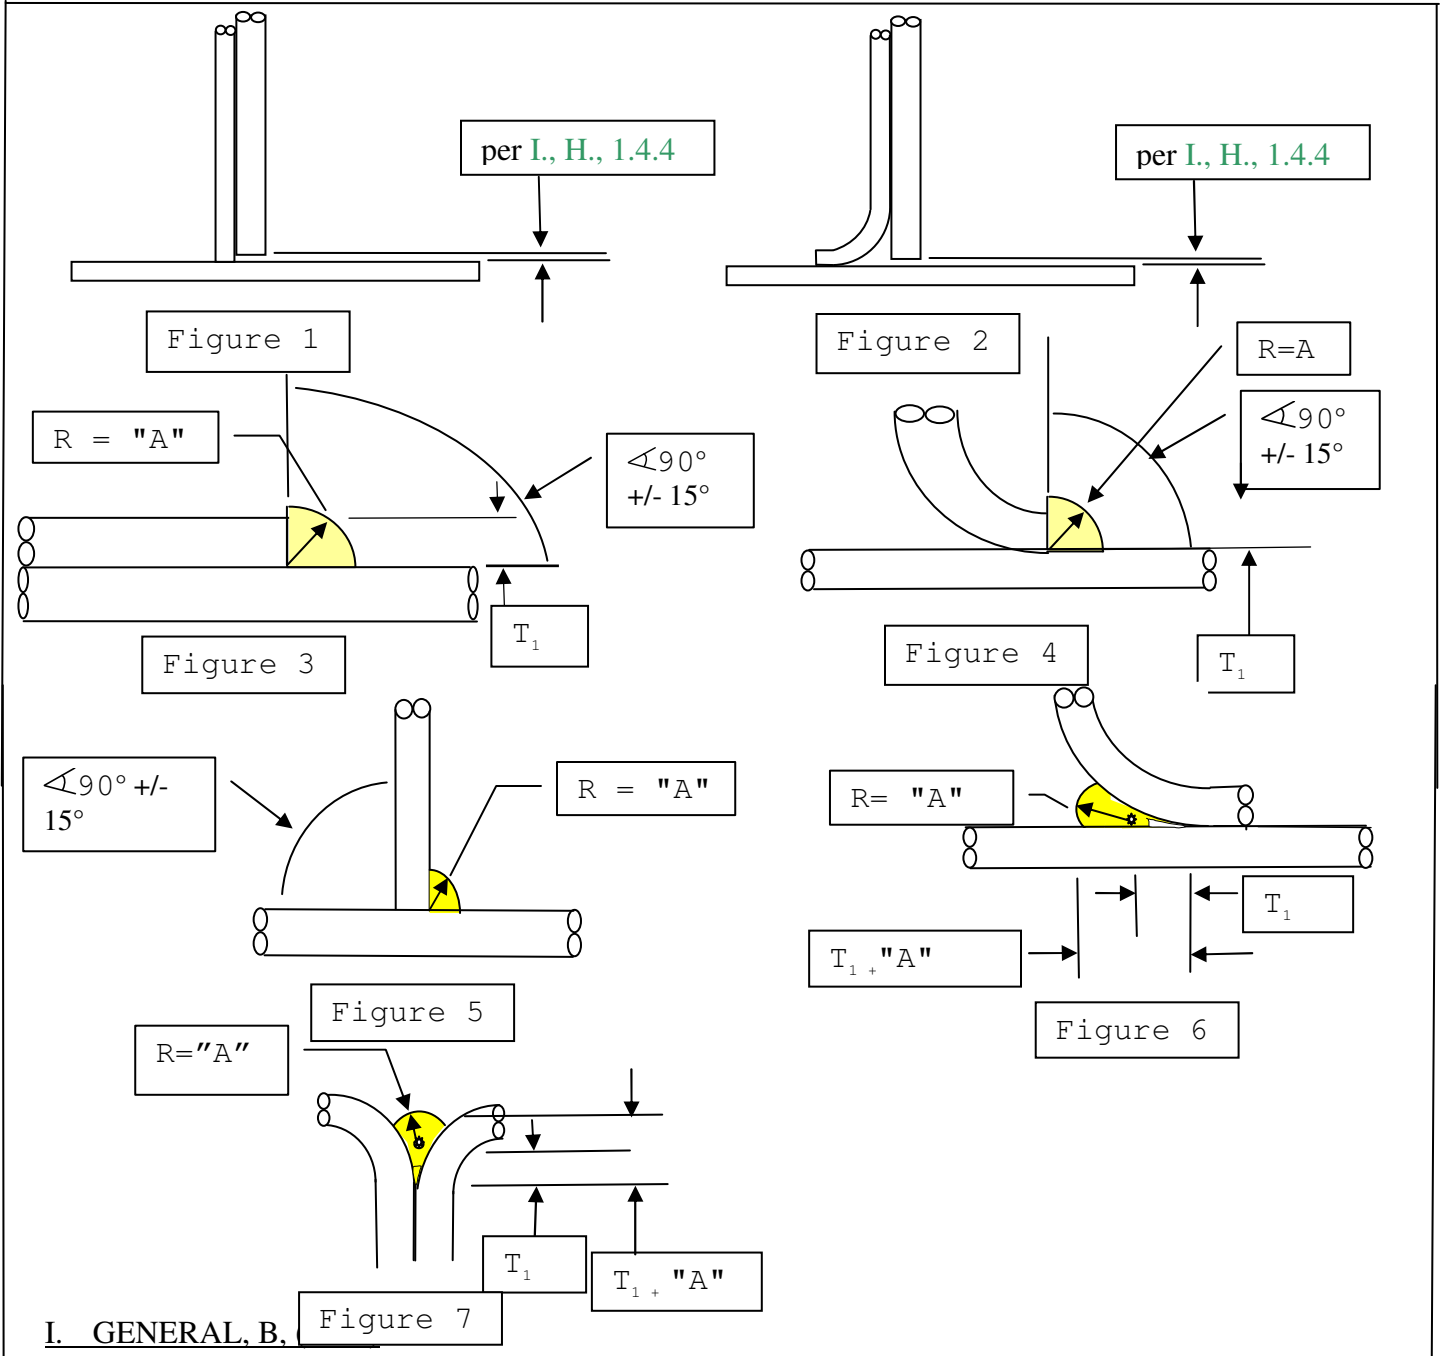 per I., H., 1.4.4
per I., H., 1.4.4
Figure 1
Figure 2
R=A
R = "A"
∢90°
+/- 15°
∢90°
+/- 15°
T₁
Figure 3
Figure 4
T₁
∢90° +/-
15°
R = "A"
R= "A"
T₁
T₁ + "A"
Figure 5
Figure 6
R="A"
T₁
T₁ + "A"
Figure 7
I. GENERAL, B,